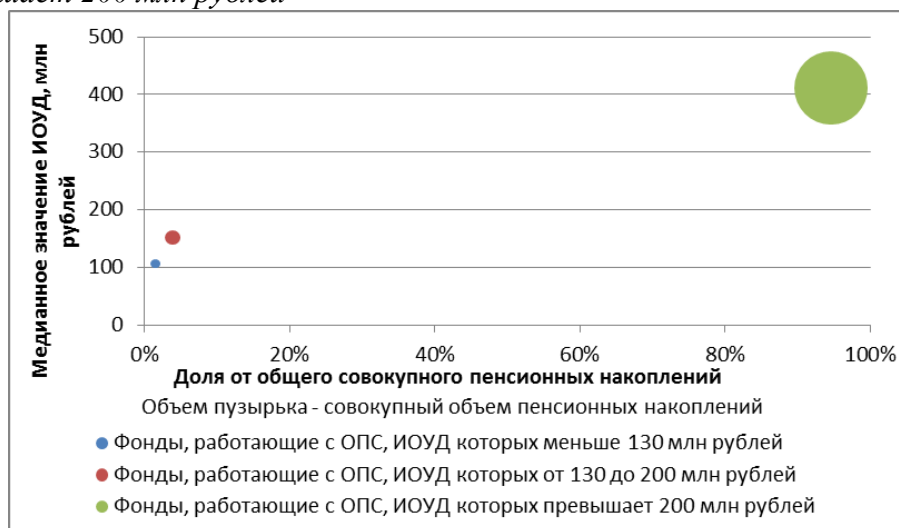 200 млн рублей
Медианное значение ИОУД, млн
рублей
500
400
300
200
100
0
0% 20% 40% 60% 80% 100%
Доля от общего совокупного пенсионных накоплений
Объем пузырька - совокупный объем пенсионных накоплений
Фонды, работающие с ОПС, ИОУД которых меньше 130 млн рублей
Фонды, работающие с ОПС, ИОУД которых от 130 до 200 млн рублей
Фонды, работающие с ОПС, ИОУД которых превышает 200 млн рублей